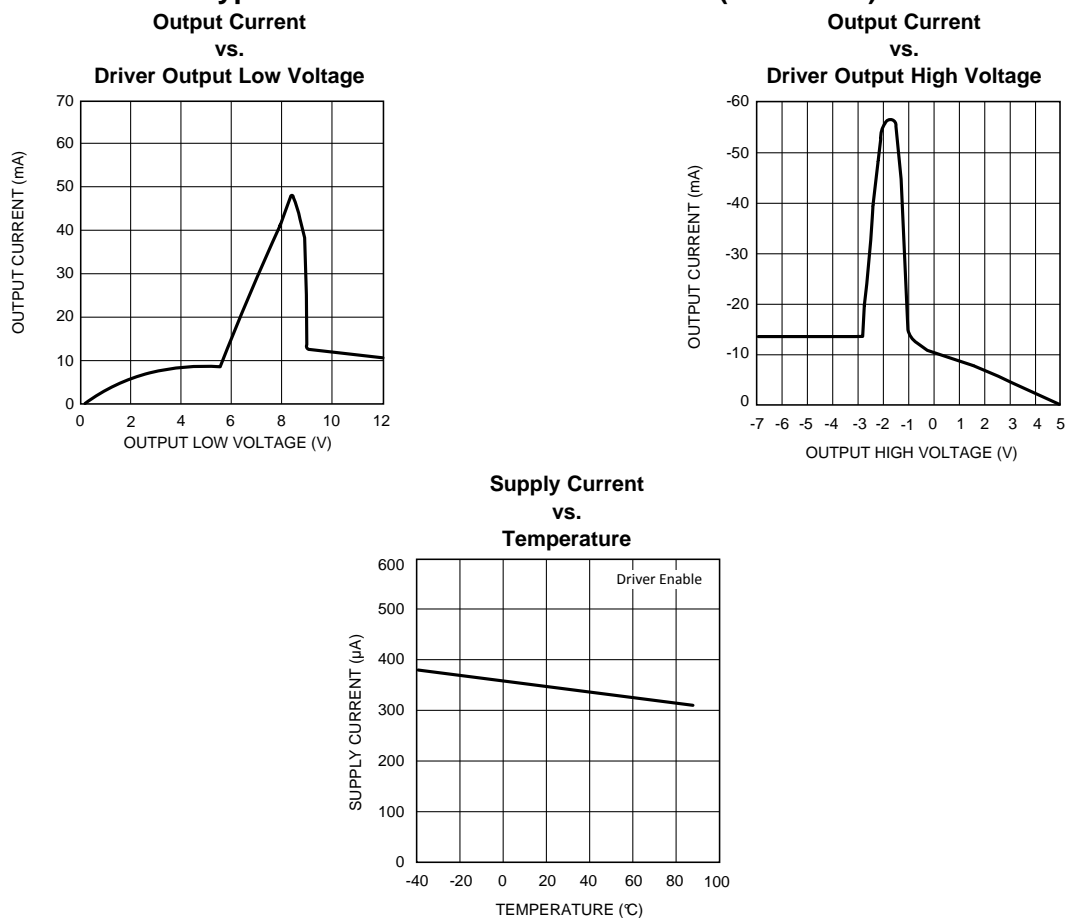 Output Current
vs.
Driver Output Low Voltage
70
60
50
40
30
20
10
0
0 2 4 6 8 10 12
OUTPUT CURRENT (mA)
OUTPUT LOW VOLTAGE (V)
Output Current
vs.
Driver Output High Voltage
-60
-50
-40
-30
-20
-10
0
-7 -6 -5 -4 -3 -2 -1 0 1 2 3 4 5
OUTPUT CURRENT (mA)
OUTPUT HIGH VOLTAGE (V)
Supply Current
vs.
Temperature
Driver Enable
600
500
400
300
200
100
0
-40 -20 0 20 40 60 80 100
SUPPLY CURRENT (µA)
TEMPERATURE (°C)